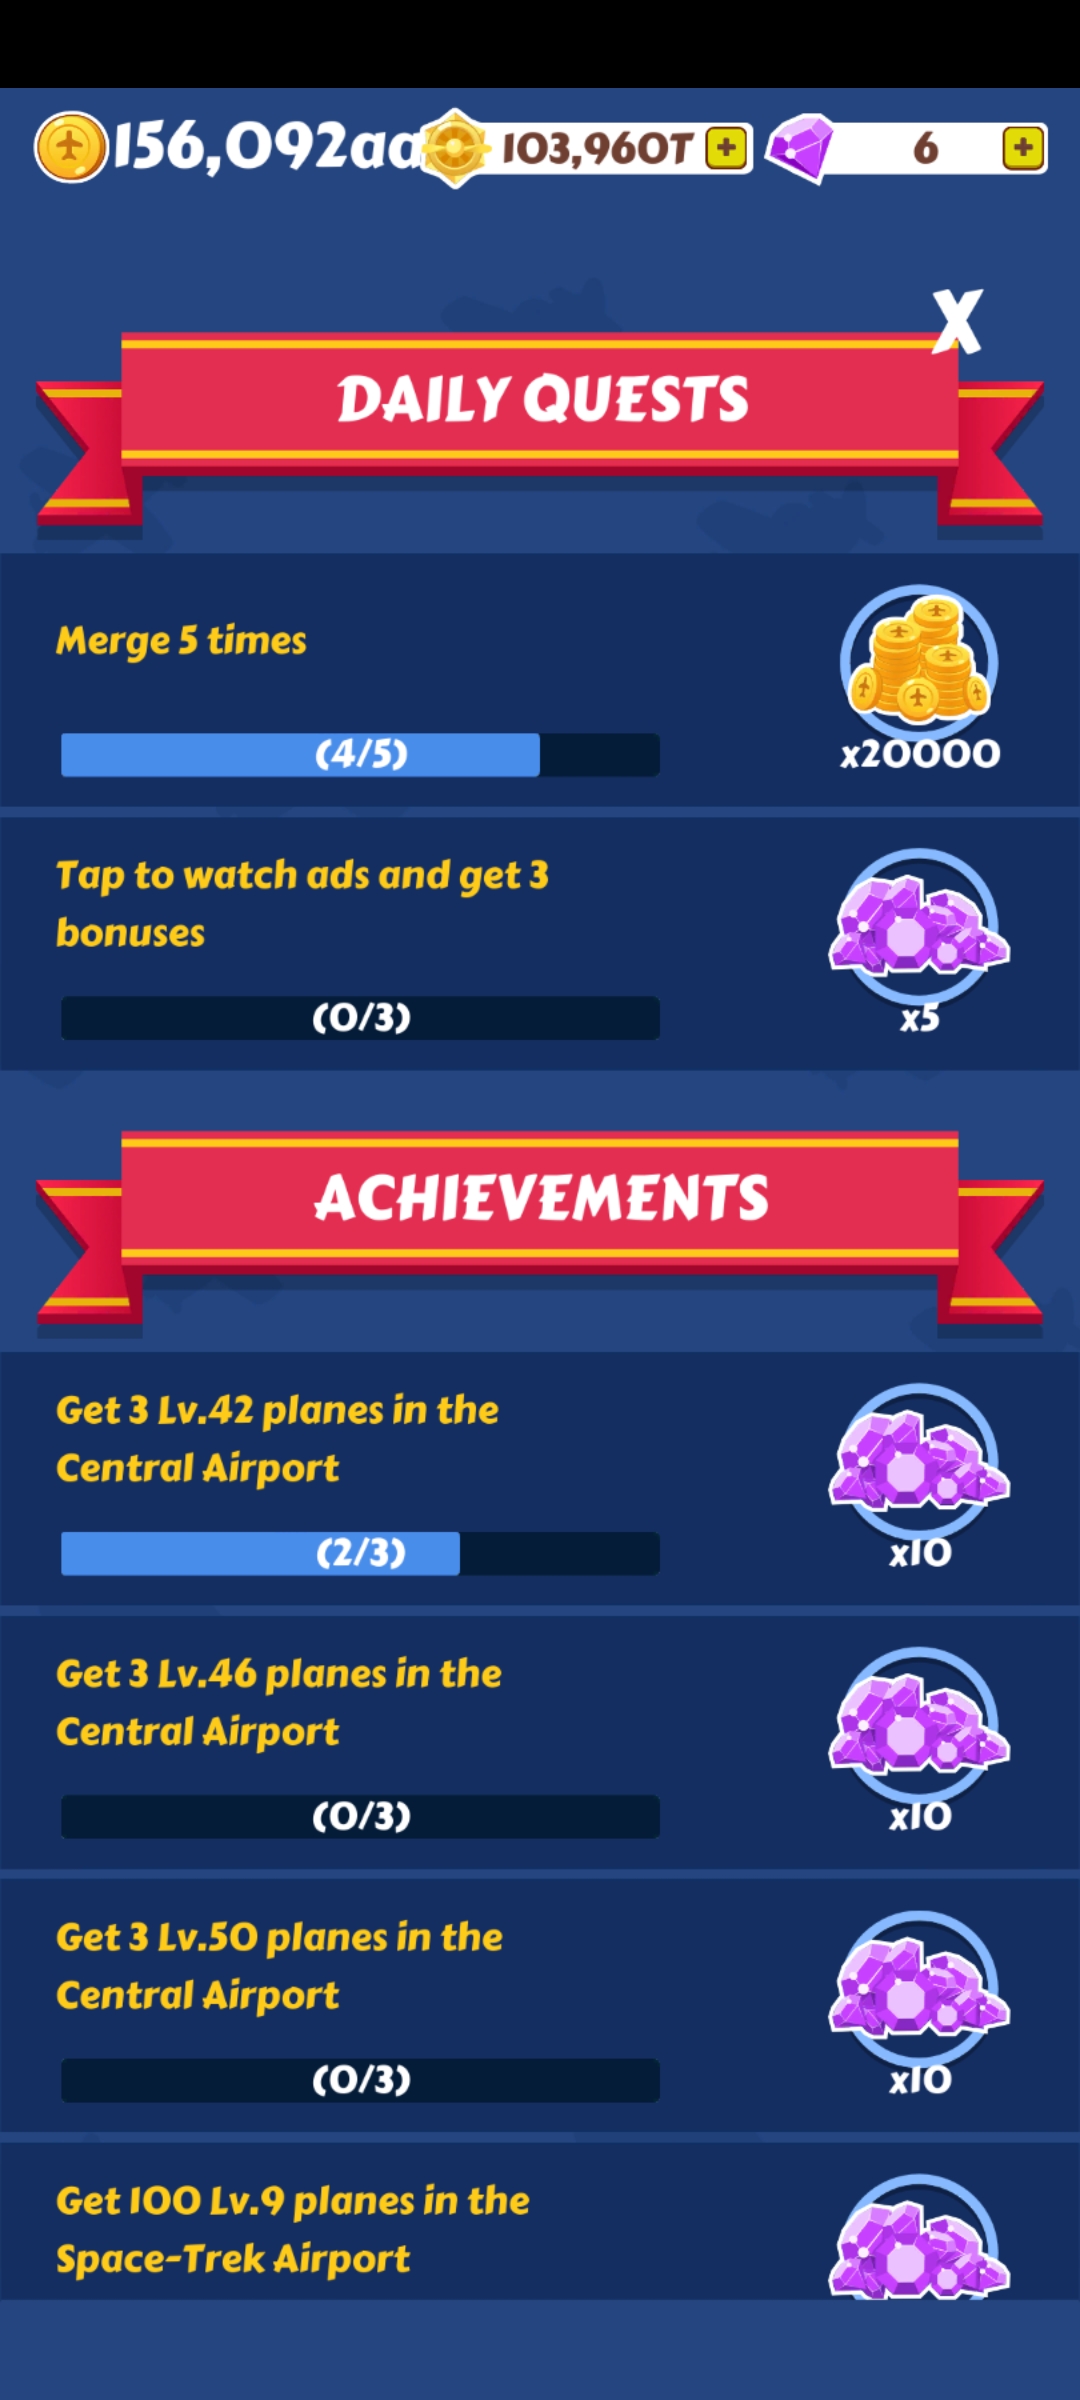 156,092aa 103,960T + 6 +
X
DAILY QUESTS
Merge 5 times
(4/5)
x20000
Tap to watch ads and get 3
bonuses
(0/3)
x5
ACHIEVEMENTS
Get 3 Lv.42 planes in the
Central Airport
(2/3)
x10
Get 3 Lv.46 planes in the
Central Airport
(0/3)
x10
Get 3 Lv.50 planes in the
Central Airport
(0/3)
x10
Get 100 Lv.9 planes in the
Space-Trek Airport